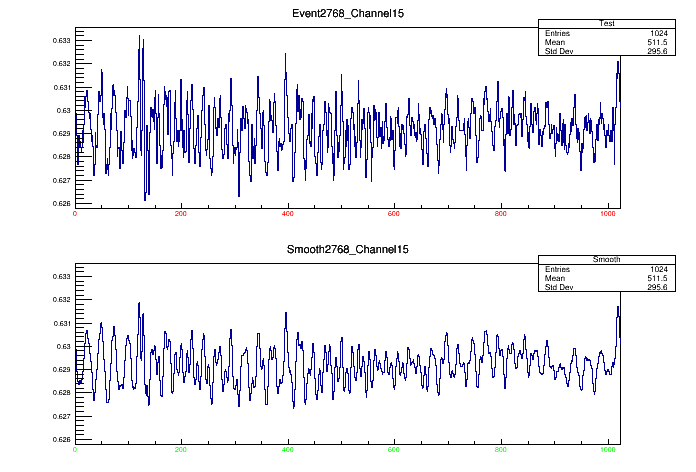 Event2768_Channel15
Test
Entries 1024
Mean 511.5
Std Dev 295.6
0.633
0.632
0.631
0.63
0.629
0.628
0.627
0.626
0 200 400 600 800 1000
Smooth2768_Channel15
Smooth
Entries 1024
Mean 511.5
Std Dev 295.6
0.633
0.632
0.631
0.63
0.629
0.628
0.627
0.626
0 200 400 600 800 1000